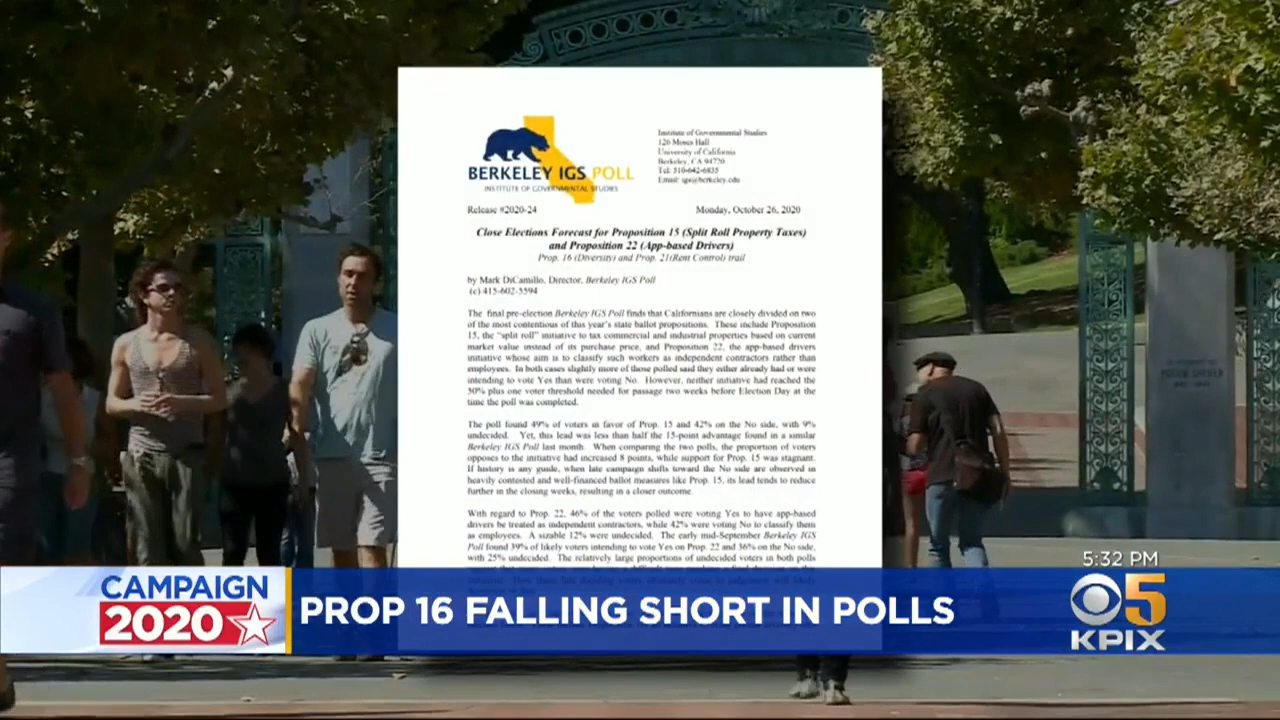 BERKELEY IGS POLL
INSTITUTE OF GOVERNMENTAL STUDIES
Institute of Governmental Studies
126 Moses Hall
University of California
Berkeley, CA 94720
Tel: 510-642-6835
Email: igs@berkeley.edu
Release #2020-24
Monday, October 26, 2020
Close Elections Forecast for Proposition 15 (Split Roll Property Taxes)
and Proposition 22 (App-based Drivers)
Prop. 16 (Diversity) and Prop. 21(Rent Control) trail
by Mark DiCamillo, Director, Berkeley IGS Poll
(c) 415-602-5594
The final pre-election Berkeley IGS Poll finds that Californians are closely divided on two
of the most contentious of this year's state ballot propositions. These include Proposition
15, the "split roll" initiative to tax commercial and industrial properties based on current
market value instead of its purchase price, and Proposition 22, the app-based drivers
initiative whose aim is to classify such workers as independent contractors rather than
employees. In both cases slightly more of those polled said they either already had or were
intending to vote Yes than were voting No. However, neither initiative had reached the
50% plus one voter threshold needed for passage two weeks before Election Day at the
time the poll was completed.
The poll found 49% of voters in favor of Prop. 15 and 42% on the No side, with 9%
undecided. Yet, this lead was less than half the 15-point advantage found in a similar
Berkeley IGS Poll last month. When comparing the two polls, the proportion of voters
opposes to the initiative had increased 8 points, while support for Prop. 15 was stagnant.
If history is any guide, when late campaign shifts toward the No side are observed in
heavily contested and well-financed ballot measures like Prop. 15, its lead tends to reduce
further in the closing weeks, resulting in a closer outcome.
With regard to Prop. 22, 46% of the voters polled were voting Yes to have app-based
drivers be treated as independent contractors, while 42% were voting No to classify them
as employees. A sizable 12% were undecided. The early mid-September Berkeley IGS
Poll found 39% of likely voters intending to vote Yes on Prop. 22 and 36% on the No side,
with 25% undecided. The relatively large proportions of undecided voters in both polls
5:32 PM
CAMPAIGN
2020
PROP 16 FALLING SHORT IN POLLS
5
KPIX